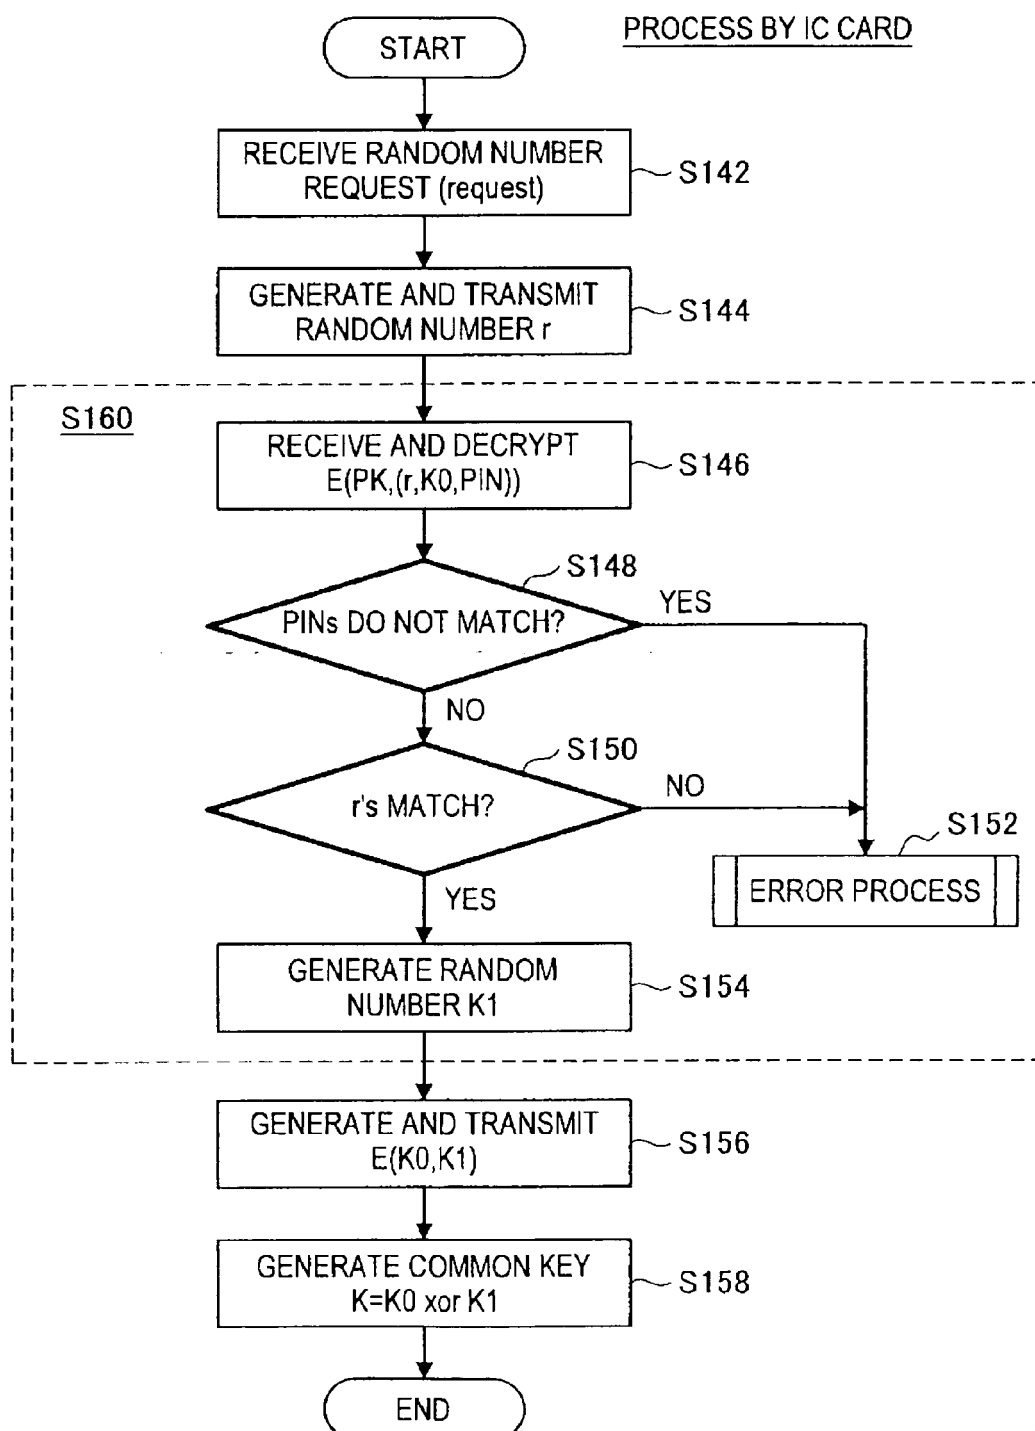 PROCESS BY IC CARD
START
RECEIVE RANDOM NUMBER
REQUEST (request)
S142
GENERATE AND TRANSMIT
RANDOM NUMBER r
S144
S160
RECEIVE AND DECRYPT
E(PK,(r,K0,PIN))
S146
S148
PINs DO NOT MATCH?
YES
NO
S150
r's MATCH?
NO
S152
ERROR PROCESS
YES
GENERATE RANDOM
NUMBER K1
S154
GENERATE AND TRANSMIT
E(K0,K1)
S156
GENERATE COMMON KEY
K=K0 xor K1
S158
END